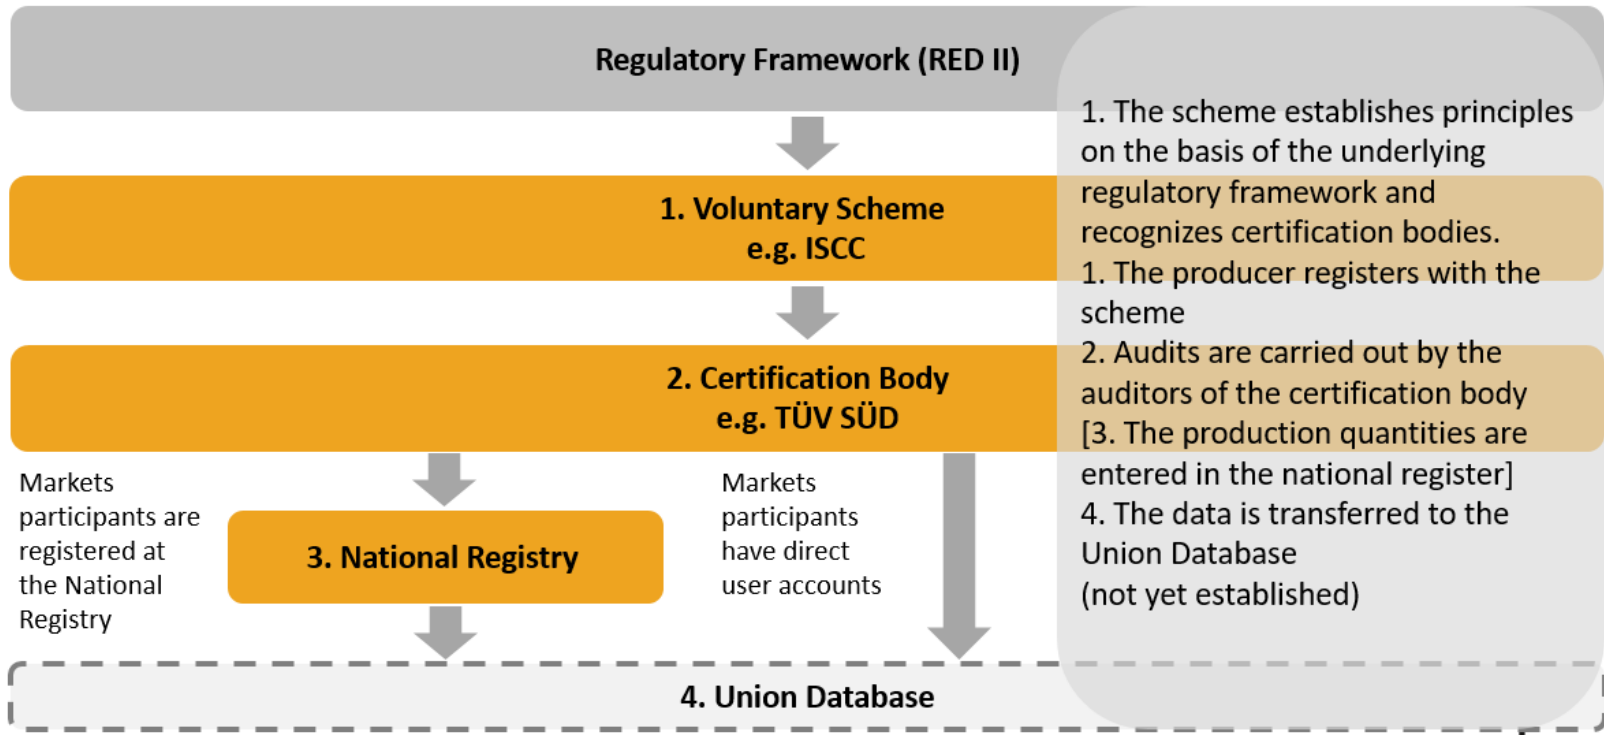 Regulatory Framework (RED II)
1. Voluntary Scheme
e.g. ISCC
2. Certification Body
e.g. TÜV SÜD
Markets
participants are
registered at
the National
Registry
3. National Registry
Markets
participants
have direct
user accounts
4. Union Database
1. The scheme establishes principles
on the basis of the underlying
regulatory framework and
recognizes certification bodies.
1. The producer registers with the
scheme
2. Audits are carried out by the
auditors of the certification body
[3. The production quantities are
entered in the national register]
4. The data is transferred to the
Union Database
(not yet established)